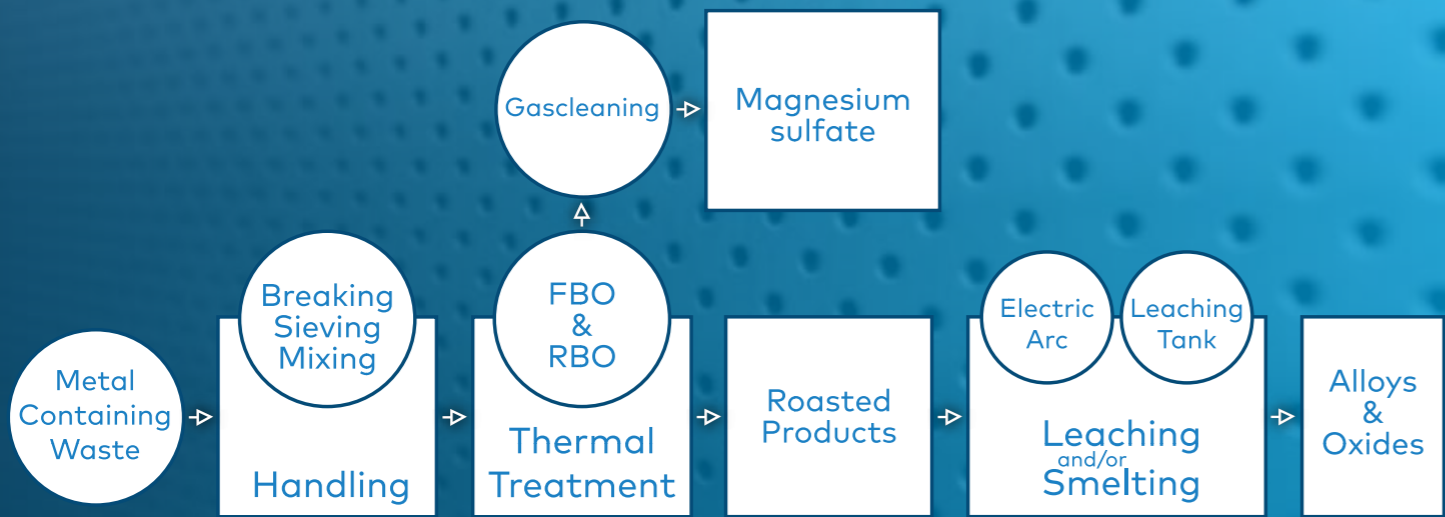 Gascleaning
Magnesium
sulfate
Metal
Containing
Waste
Breaking
Sieving
Mixing
Handling
FBO
&
RBO
Thermal
Treatment
Roasted
Products
Electric
Arc
Leaching
Tank
Leaching
and/or
Smelting
Alloys
&
Oxides